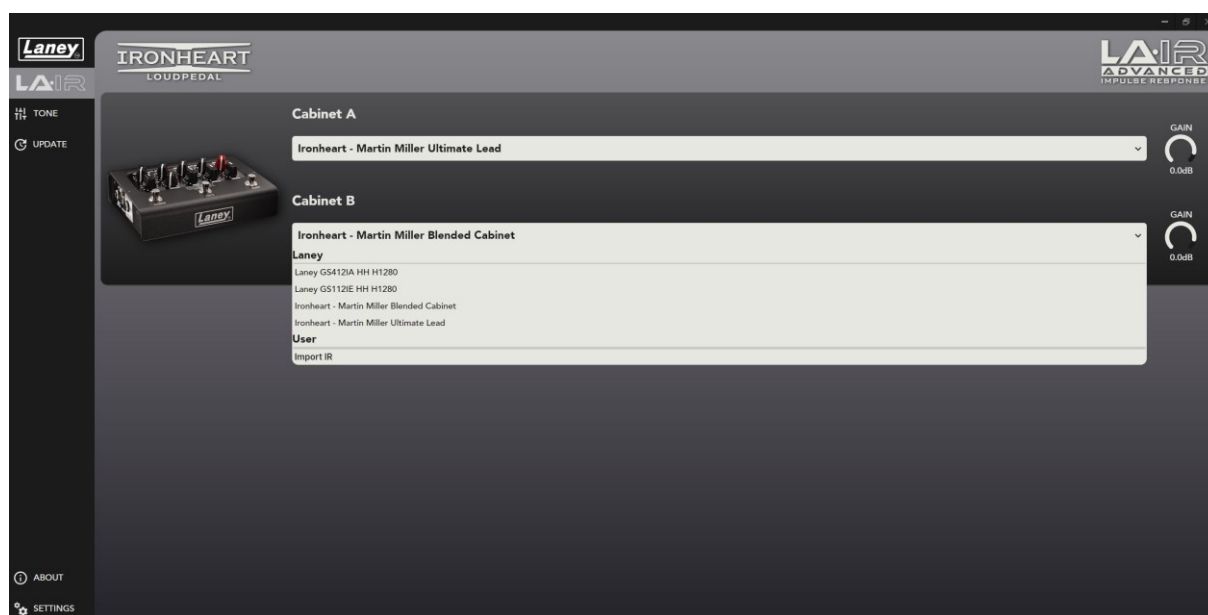 Laney
LA·IR
TONE
UPDATE
ABOUT
SETTINGS
IRONHEART
LOUDPEDAL
LA·IR
ADVANCED
IMPULSE RESPONSE
Laney
Cabinet A
Ironheart - Martin Miller Ultimate Lead
GAIN
0.0dB
Cabinet B
Ironheart - Martin Miller Blended Cabinet
GAIN
0.0dB
Laney
Laney GS412IA HH H1280
Laney GS112IE HH H1280
Ironheart - Martin Miller Blended Cabinet
Ironheart - Martin Miller Ultimate Lead
User
Import IR